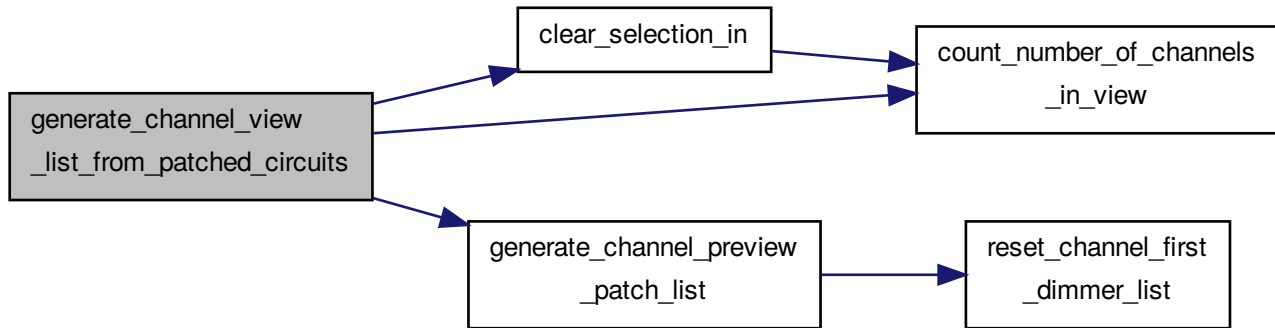 generate_channel_view
_list_from_patched_circuits
clear_selection_in
count_number_of_channels
_in_view
generate_channel_preview
_patch_list
reset_channel_first
_dimmer_list